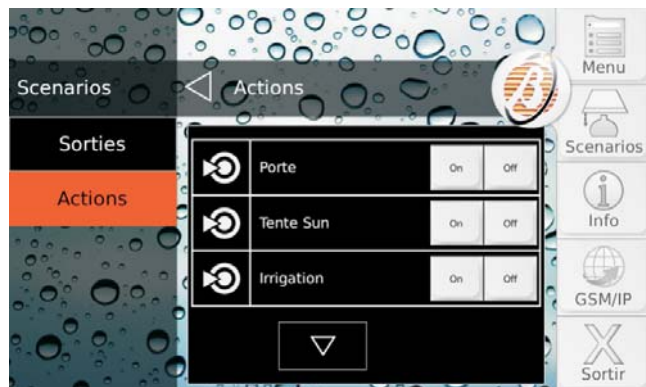 Scenarios
Actions
Sorties
Actions
Porte
On
Off
Tente Sun
On
Off
Irrigation
On
Off
Menu
Scenarios
Info
GSM/IP
Sortir